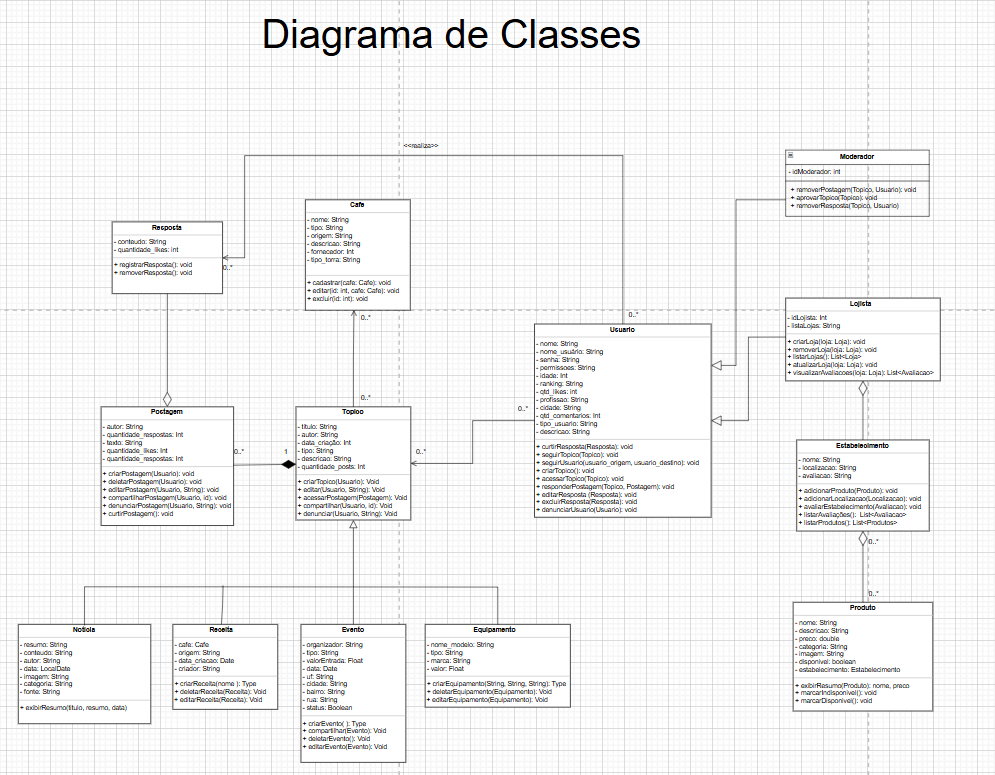 Diagrama de Classes
<<realiza>>
Moderador
- idModerador: int
+ removerPostagem(Topico, Usuario): void
+ aprovarTopico(Tópico): void
+ removerResposta(Topico, Usuario)
Cafe
- nome: String
- tipo: String
- origem: String
- descricao: String
- fornecedor: Int
- tipo_torra: String
+ cadastrar(cafe: Cafe): void
+ editar(id: int, cafe: Cafe): void
+ excluir(id: int): void
Resposta
- conteudo: String
- quantidade_likes: int
+ registrarResposta(): void
+ removerResposta(): void
0..*
0..*
0..*
Lojista
- idLojista: Int
- listaLojas: String
+ criarLoja(loja: Loja): void
+ removerLoja(loja: Loja): void
+ listarLojas(): List<Loja>
+ atualizarLoja(loja: Loja): void
+ visualizarAvaliacoes(loja: Loja): List<Avaliacao>
Usuario
- nome: String
- nome_usuário: String
- senha: String
- permissoes: String
- idade: Int
- ranking: String
- qtd_likes: int
- profissao: String
- cidade: String
- qtd_comentarios: Int
- tipo_usuario: String
- descricao: String
+ curtirResposta(Resposta): void
+ seguirTopico(Topico): void
+ seguirUsuario(usuario_origem, usuario_destino): void
+ criarTopico(): void
+ acessarTopico(Topico): void
+ responderPostagem(Topico, Postagem): void
+ editarResposta (Resposta): void
+ excluirResposta(Resposta): void
+ denunciarUsuario(Usuario): void
0..*
0..*
0..*
Postagem
- autor: String
- quantidade_respostas: Int
- texto: String
- quantidade_likes: Int
- quantidade_respostas: Int
+ criarPostagem(Usuario): void
+ deletarPostagem(Usuario): void
+ editarPostagem(Usuario, String): void
+ compartilharPostagem(Usuario, id): void
+ denunciarPostagem(Usuario, String): void
+ curtirPostagem(): void
0..*
1
Topico
- titulo: String
- autor: String
- data_criação: Int
- tipo: String
- descricao: String
- quantidade_posts: Int
+ criarTopico(Usuario): Void
+ editar(Usuario, String): Void
+ acessarPostagem(Postagem): Void
+ compartilhar(Usuario, id): Void
+ denunciar(Usuario, String): Void
Estabelecimento
- nome: String
- localizacao: String
- avaliacao: String
+ adicionarProduto(Produto): void
+ adicionarLocalizacao(Localizacao): void
+ avaliarEstabelecimento(Avaliacao): void
+ listarAvaliações(): List<Avaliacao>
+ listarProdutos(): List<Produtos>
0..*
0..*
Produto
- nome: String
- descricao: String
- preco: double
- categoria: String
- imagem: String
- disponivel: boolean
- estabelecimento: Estabelecimento
+ exibirResumo(Produto): nome, preco
+ marcarIndisponivel(): void
+ marcarDisponivel(): void
Noticia
- resumo: String
- conteudo: String
- autor: String
- data: LocalDate
- imagem: String
- categoria: String
- fonte: String
+ exibirResumo(titulo, resumo, data)
Receita
- cafe: Cafe
- origem: String
- data_criacao: Date
- criador: String
+ criarReceita(nome ): Type
+ deletarReceita(Receita): Void
+ editarReceita(Receita): Void
Evento
- organizador: String
- tipo: String
- valorEntrada: Float
- data: Date
- uf: String
- cidade: String
- bairro: String
- rua: String
- status: Boolean
+ criarEvento( ): Type
+ compartilhar(Evento): Void
+ deletarEvento(): Void
+ editarEvento(Evento): Void
Equipamento
- nome_modelo: String
- tipo: String
- marca: String
- valor: Float
+ criarEquipamento(String, String, String): Type
+ deletarEquipamento(Equipamento): Void
+ editarEquipamento(Equipamento): Void